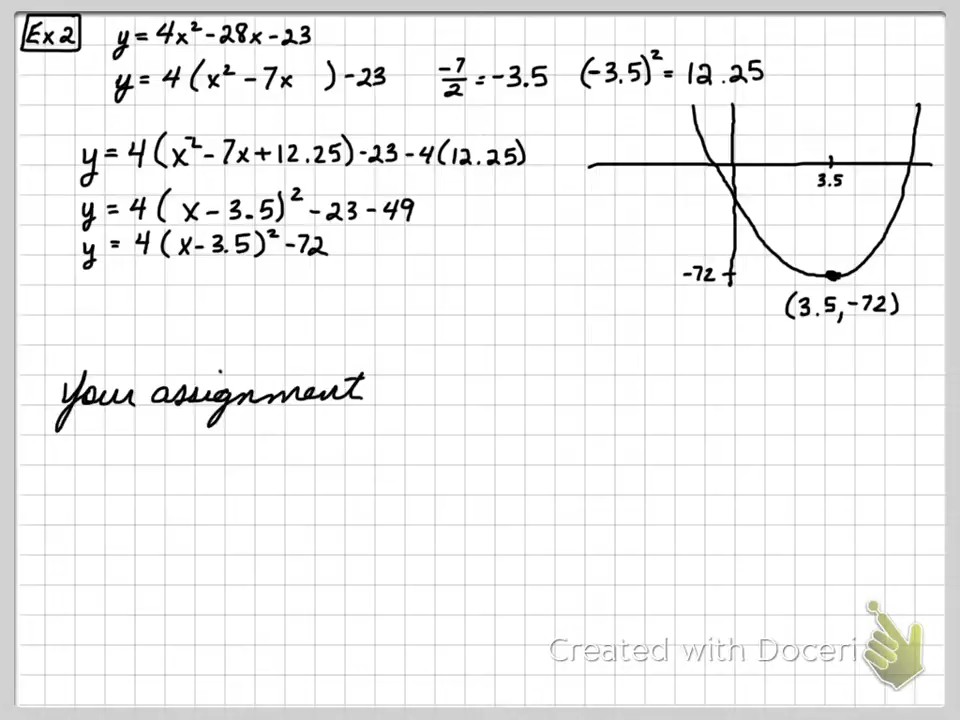 Ex 2 y = 4x² - 28x - 23
y = 4 ( x² - 7x ) - 23 -7/2 = -3.5 (-3.5)² = 12.25
y = 4 ( x² - 7x + 12.25 ) - 23 - 4 ( 12.25 )
3.5
y = 4 ( x - 3.5 )² - 23 - 49
y = 4 ( x - 3.5 )² - 72
-72
(3.5, -72)
your assignment
Created with Doceri